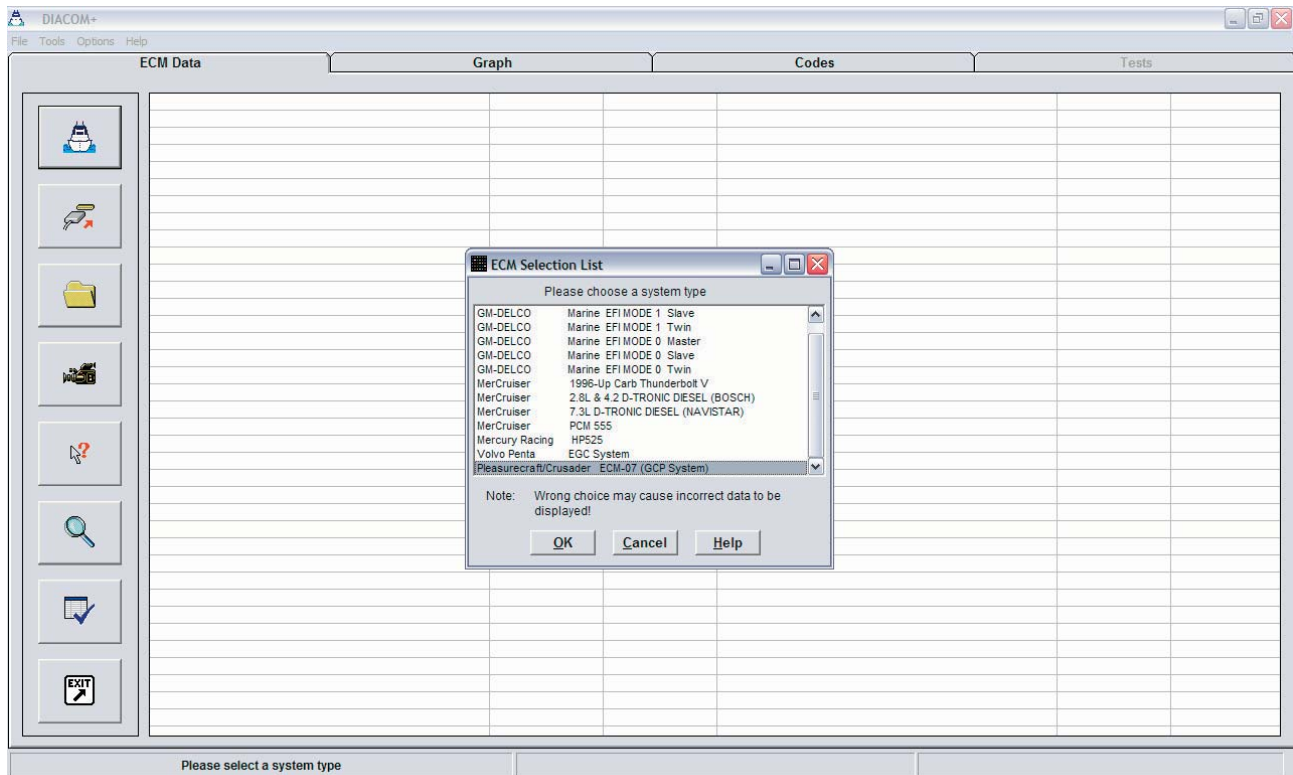 DIACOM+
File Tools Options Help
ECM Data Graph Codes Tests
ECM Selection List
Please choose a system type
GM-DELCO Marine EFI MODE 1 Slave
GM-DELCO Marine EFI MODE 1 Twin
GM-DELCO Marine EFI MODE 0 Master
GM-DELCO Marine EFI MODE 0 Slave
GM-DELCO Marine EFI MODE 0 Twin
MerCruiser 1996-Up Carb Thunderbolt V
MerCruiser 2.8L & 4.2 D-TRONIC DIESEL (BOSCH)
MerCruiser 7.3L D-TRONIC DIESEL (NAVISTAR)
MerCruiser PCM 555
Mercury Racing HP525
Volvo Penta EGC System
Pleasurecraft/Crusader ECM-07 (GCP System)
Note: Wrong choice may cause incorrect data to be
displayed!
OK Cancel Help
?
EXIT
Please select a system type